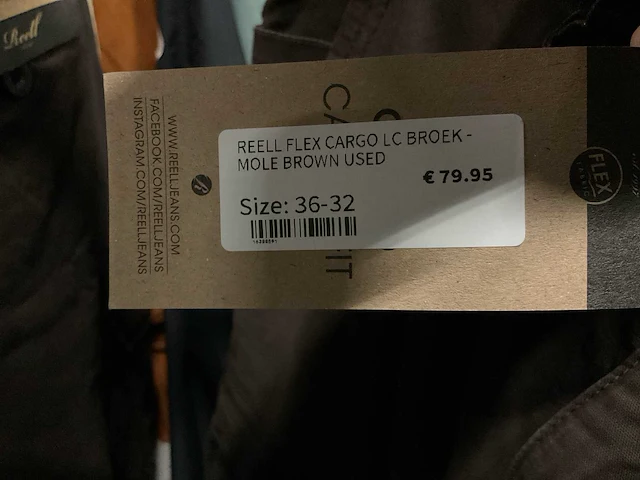 Reell
REELL FLEX CARGO LC BROEK -
MOLE BROWN USED
€ 79.95
Size: 36-32
WWW.REELLJEANS.COM
FACEBOOK.COM/REELLJEANS
INSTAGRAM.COM/REELLJEANS
FLEX